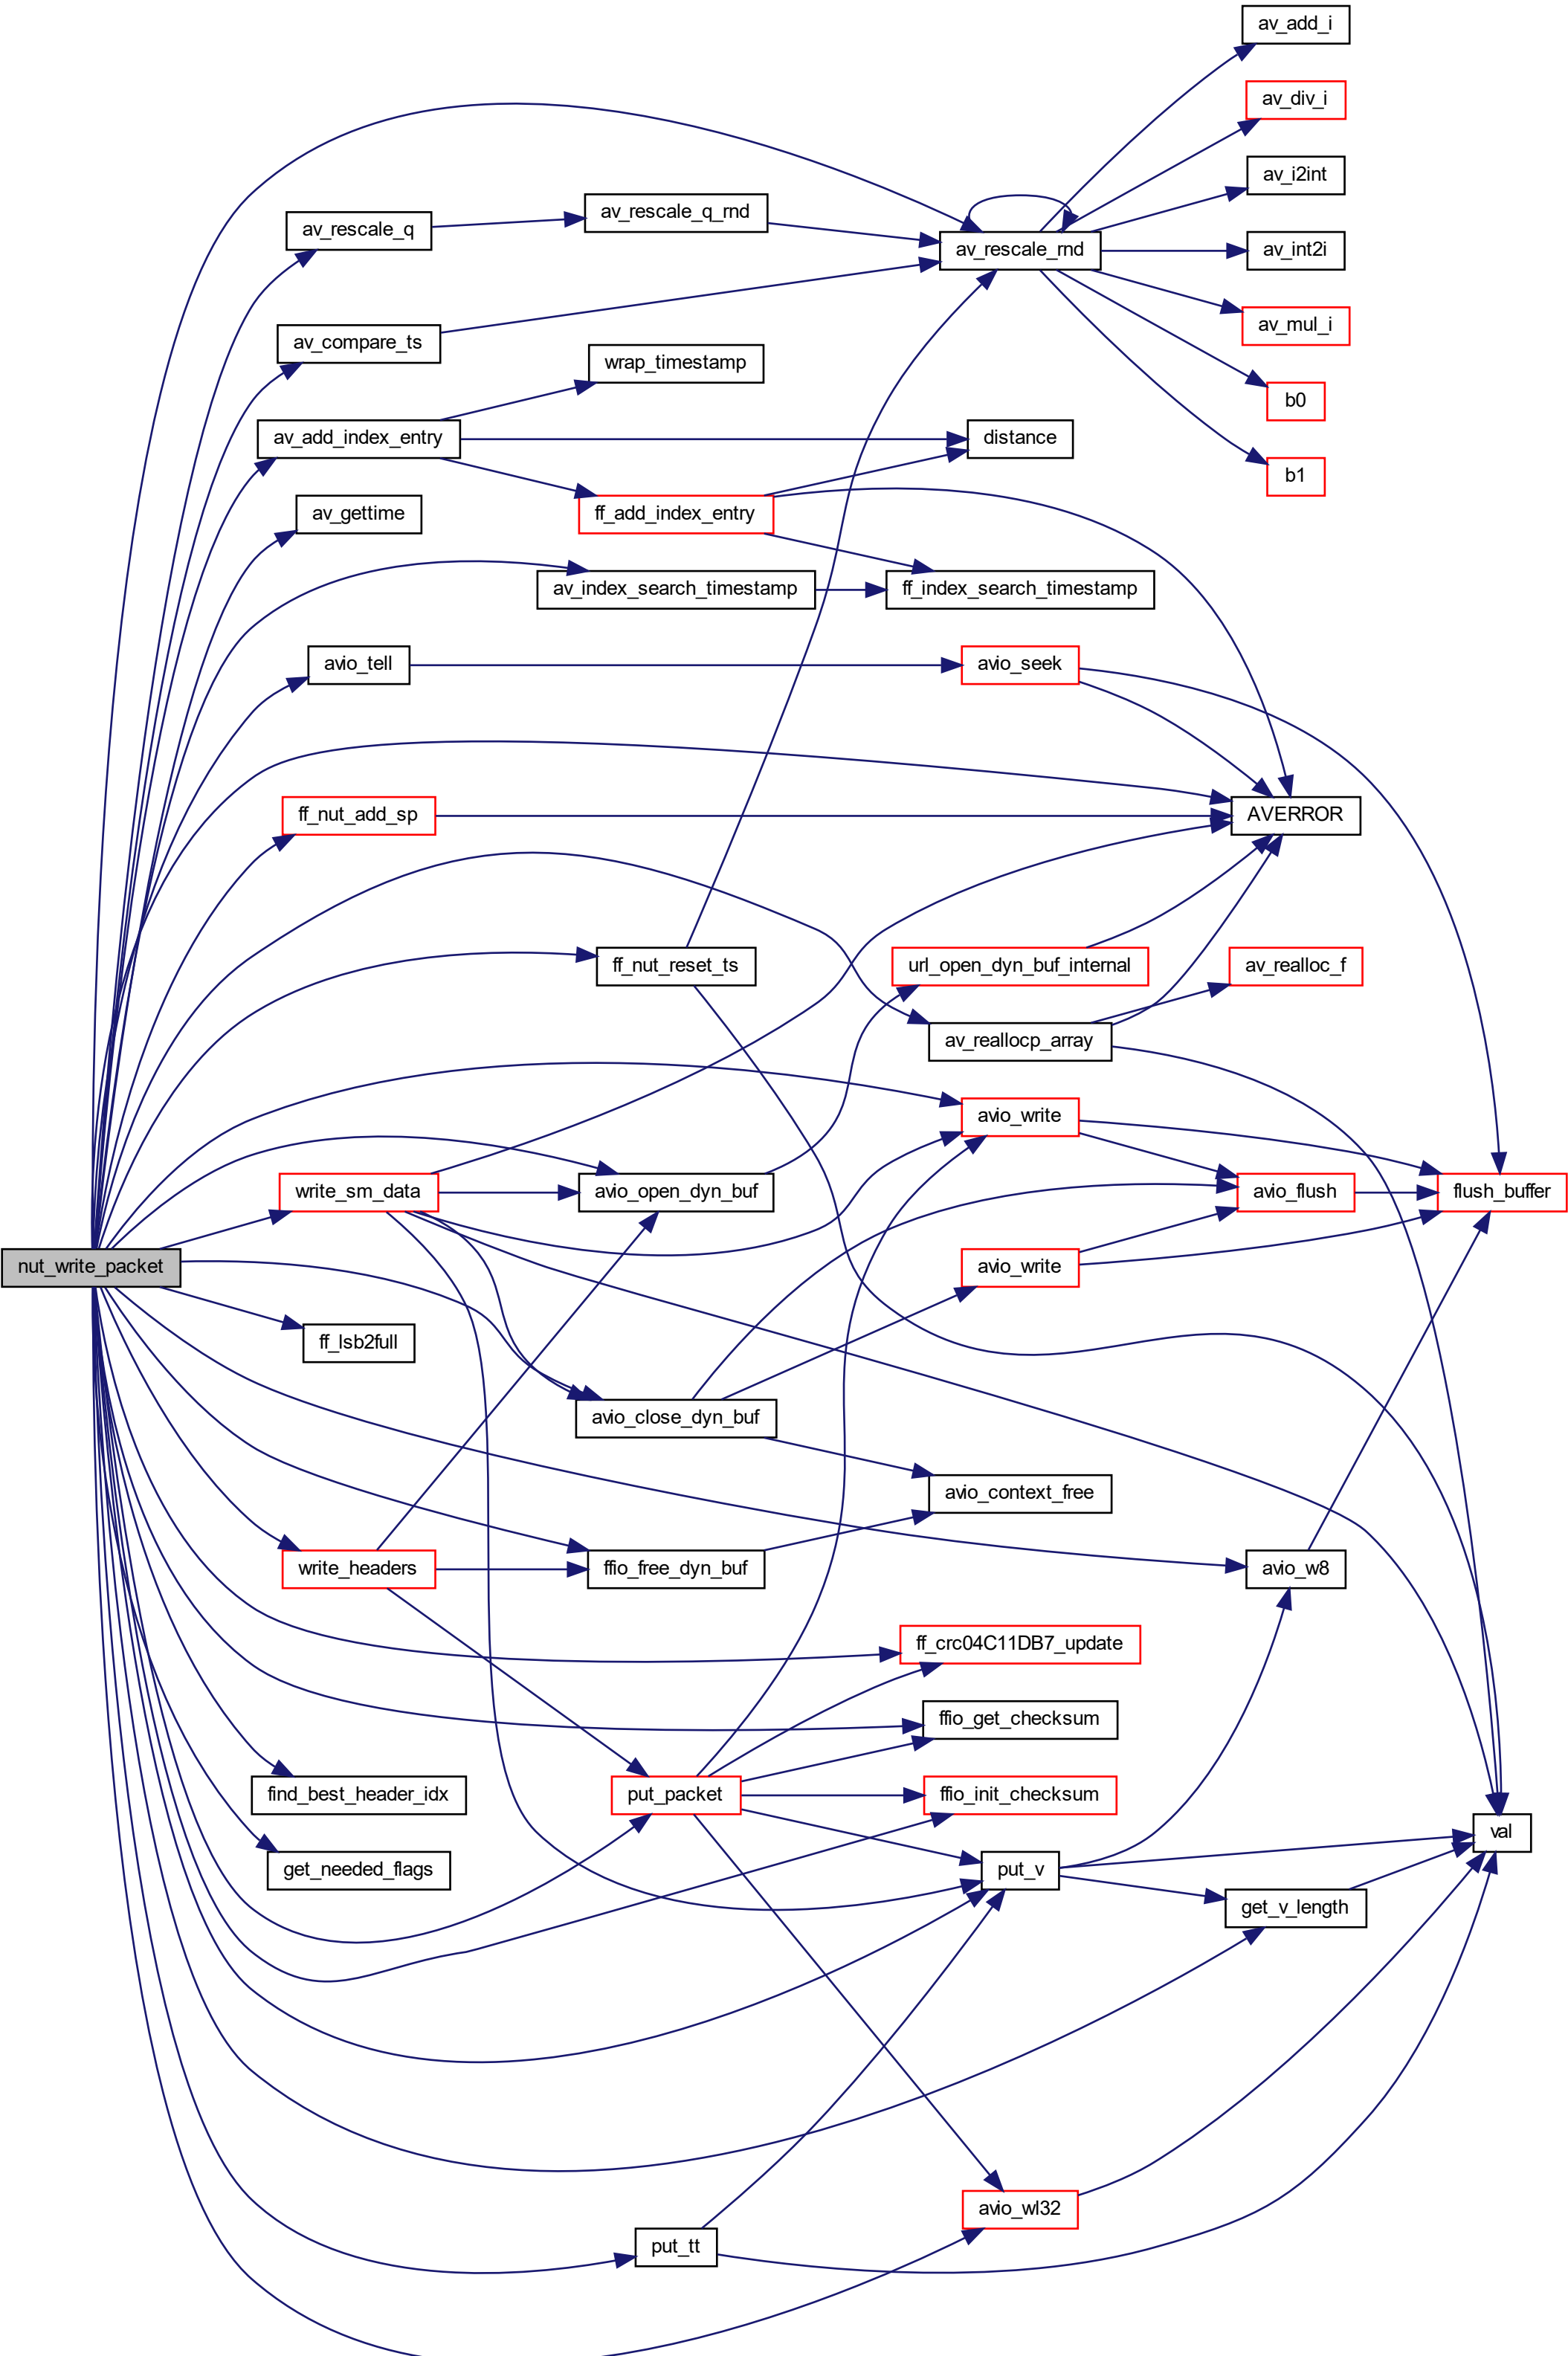 av_add_i
av_div_i
av_i2int
av_rescale_q_rnd
av_rescale_q
av_rescale_rnd
av_int2i
av_mul_i
av_compare_ts
wrap_timestamp
b0
av_add_index_entry
distance
b1
av_gettime
ff_add_index_entry
av_index_search_timestamp
ff_index_search_timestamp
avio_tell
avio_seek
ff_nut_add_sp
AVERROR
ff_nut_reset_ts
url_open_dyn_buf_internal
av_realloc_f
av_reallocp_array
avio_write
write_sm_data
avio_open_dyn_buf
avio_flush
flush_buffer
nut_write_packet
avio_write
ff_lsb2full
avio_close_dyn_buf
avio_context_free
write_headers
ffio_free_dyn_buf
avio_w8
ff_crc04C11DB7_update
ffio_get_checksum
find_best_header_idx
put_packet
ffio_init_checksum
val
get_needed_flags
put_v
get_v_length
avio_wl32
put_tt